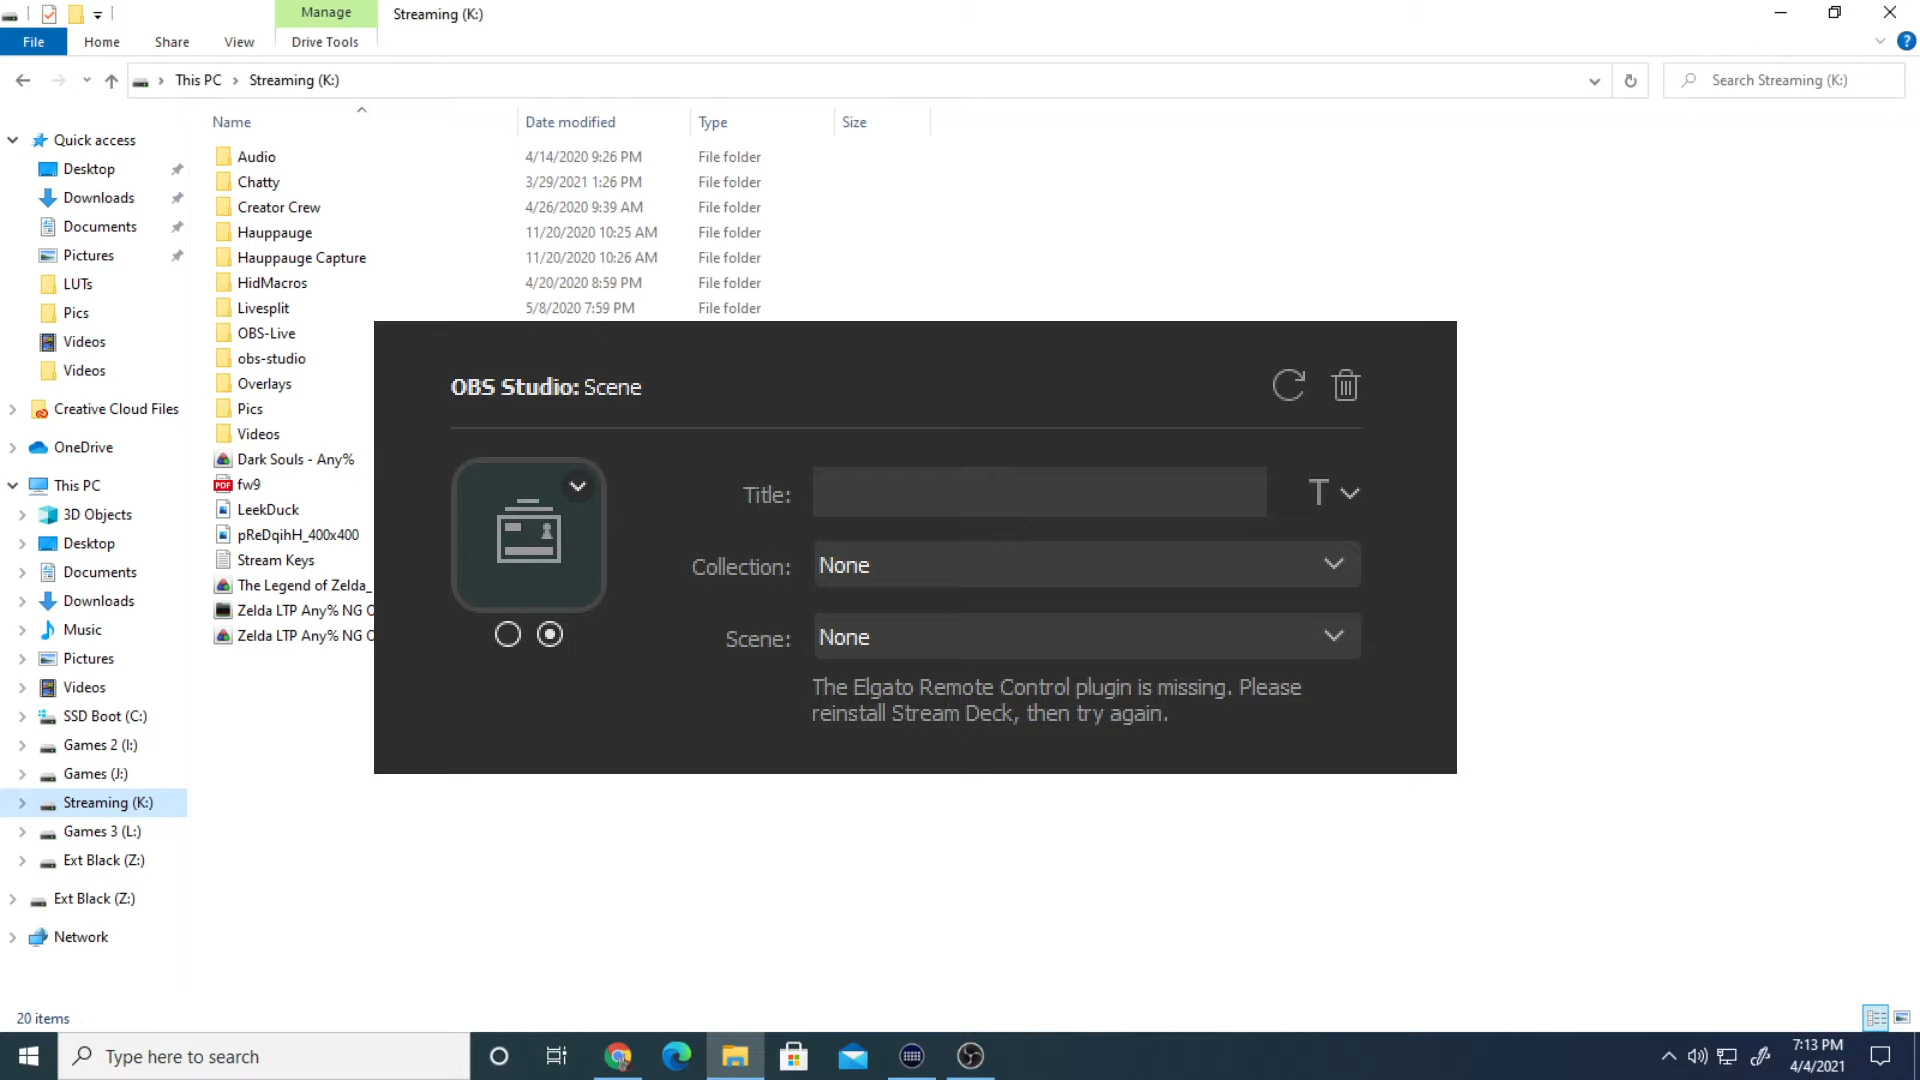 Manage
Streaming (K:)
File
Home
Share
View
Drive Tools
This PC
Streaming (K:)
Search Streaming (K:)
Name
Date modified
Type
Size
Quick access
Desktop
Downloads
Documents
Pictures
LUTs
Pics
Videos
Videos
Creative Cloud Files
OneDrive
This PC
3D Objects
Desktop
Documents
Downloads
Music
Pictures
Videos
SSD Boot (C:)
Games 2 (I:)
Games (J:)
Streaming (K:)
Games 3 (L:)
Ext Black (Z:)
Ext Black (Z:)
Network
Audio 4/14/2020 9:26 PM File folder
Chatty 3/29/2021 1:26 PM File folder
Creator Crew 4/26/2020 9:39 AM File folder
Hauppauge 11/20/2020 10:25 AM File folder
Hauppauge Capture 11/20/2020 10:26 AM File folder
HidMacros 4/20/2020 8:59 PM File folder
Livesplit 5/8/2020 7:59 PM File folder
OBS-Live
obs-studio
Overlays
Pics
Videos
Dark Souls - Any%
PDF fw9
LeekDuck
pReDqihH_400x400
Stream Keys
The Legend of Zelda_
Zelda LTP Any% NG
Zelda LTP Any% NG
OBS Studio: Scene
Title:
T
Collection: None
Scene: None
The Elgato Remote Control plugin is missing. Please
reinstall Stream Deck, then try again.
20 items
Type here to search
7:13 PM
4/4/2021